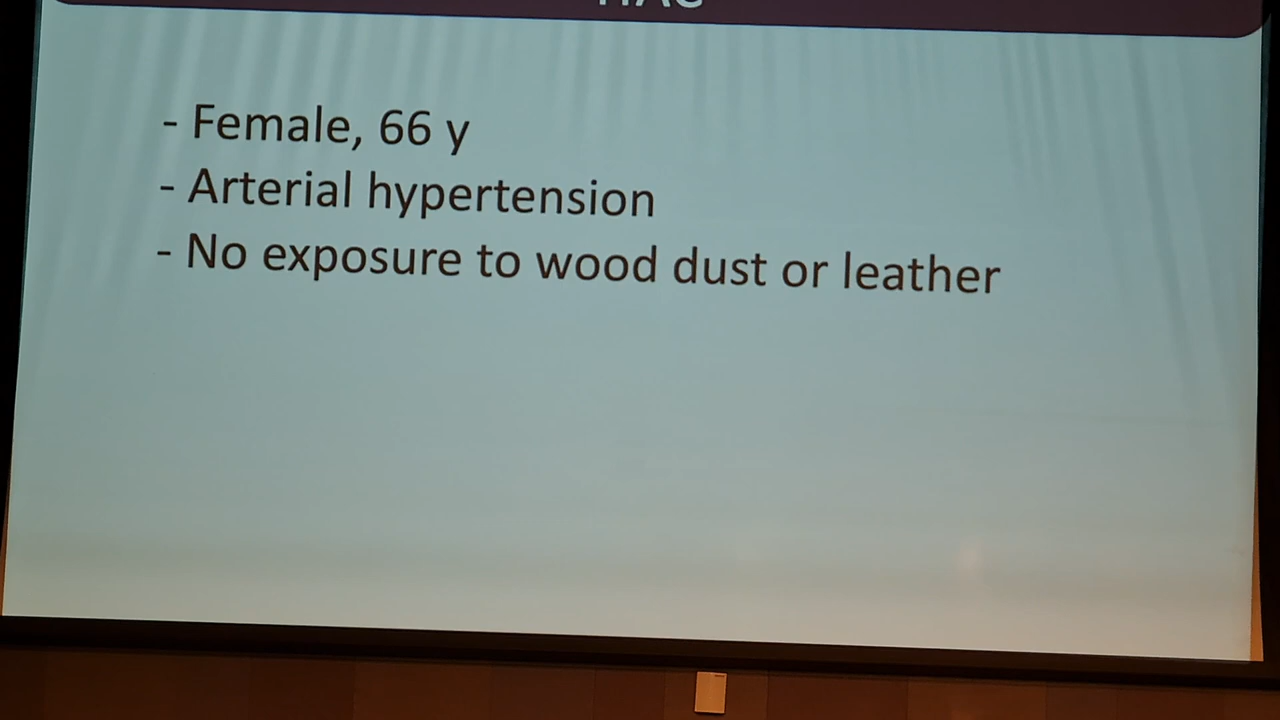 - Female, 66 y
- Arterial hypertension
- No exposure to wood dust or leather